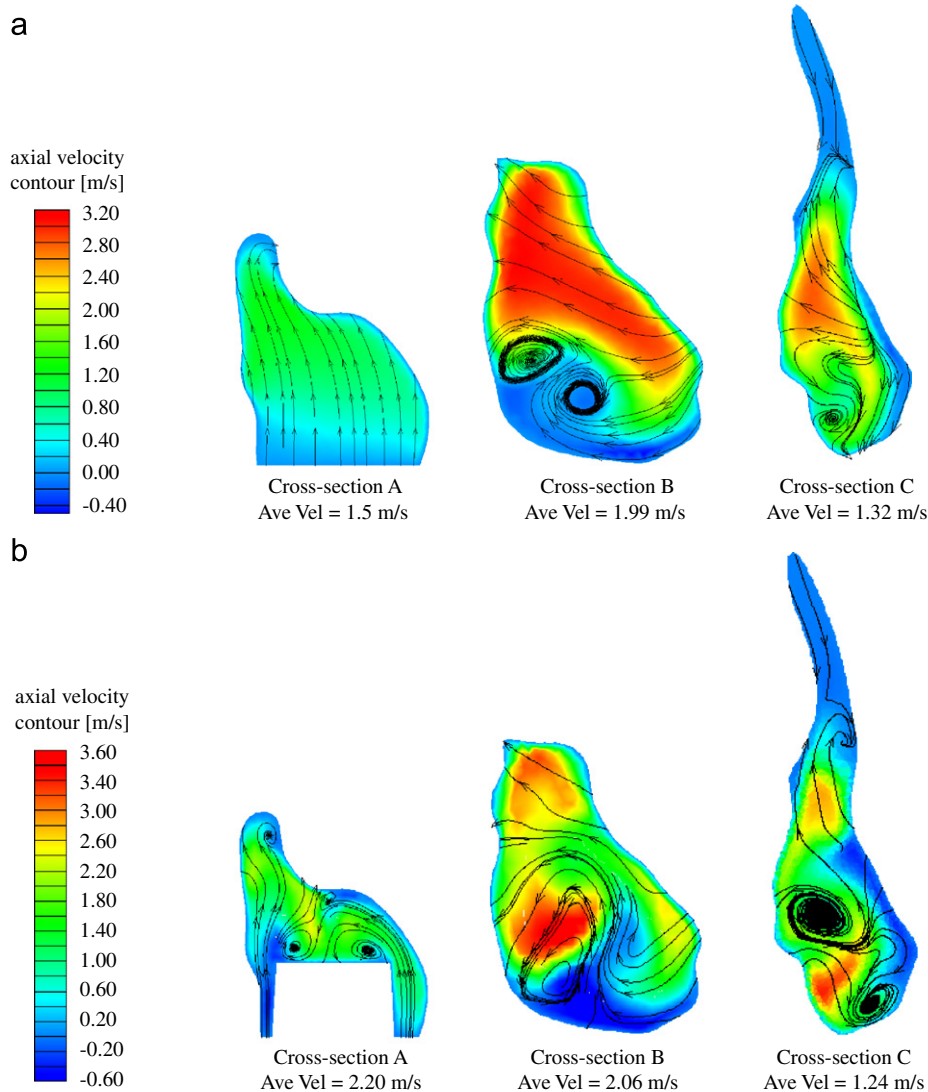 a
axial velocity
contour [m/s]
3.20
2.80
2.40
2.00
1.60
1.20
0.80
0.40
0.00
-0.40
Cross-section A
Ave Vel = 1.5 m/s
Cross-section B
Ave Vel = 1.99 m/s
Cross-section C
Ave Vel = 1.32 m/s
b
axial velocity
contour [m/s]
3.60
3.00
2.60
2.20
1.80
1.40
1.00
0.60
0.20
-0.20
-0.60
Cross-section A
Ave Vel = 2.20 m/s
Cross-section B
Ave Vel = 2.06 m/s
Cross-section C
Ave Vel = 1.24 m/s